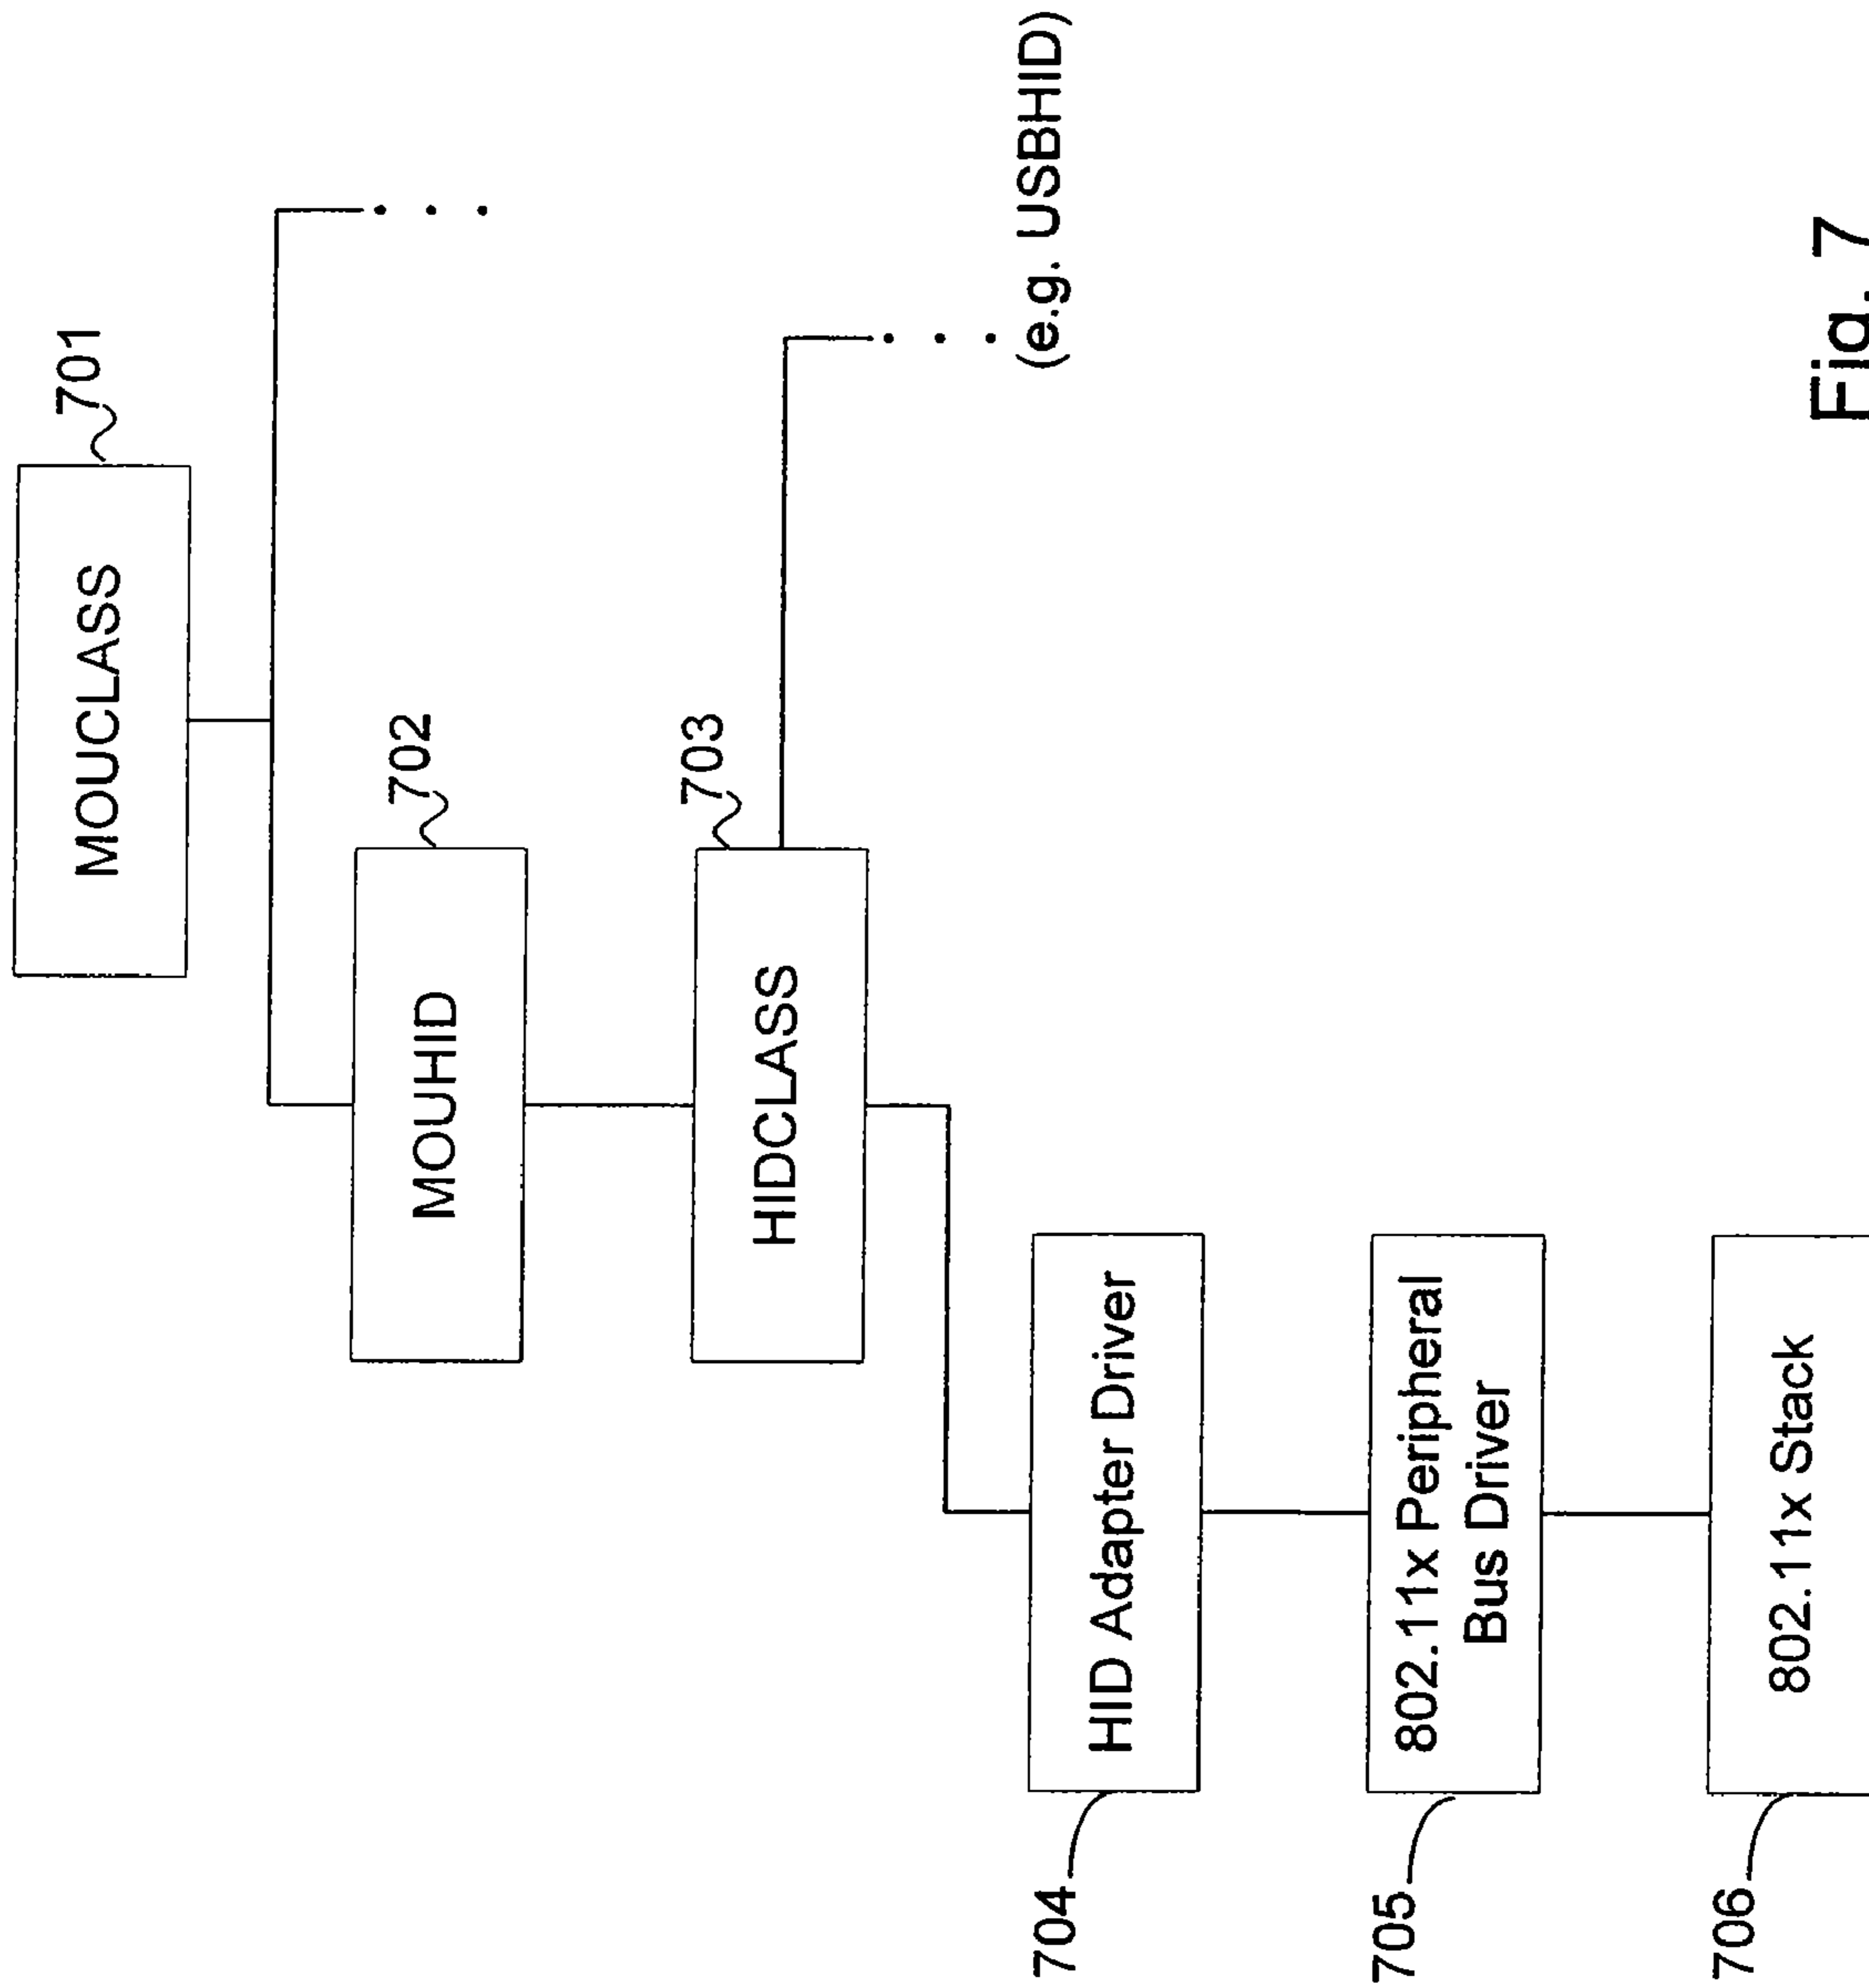 701
MOUCLASS
702
MOUHID
703
HIDCLASS
(e.g. USBHID)
704
HID Adapter Driver
705
802.11x Peripheral
Bus Driver
706
802.11x Stack
Fig. 7